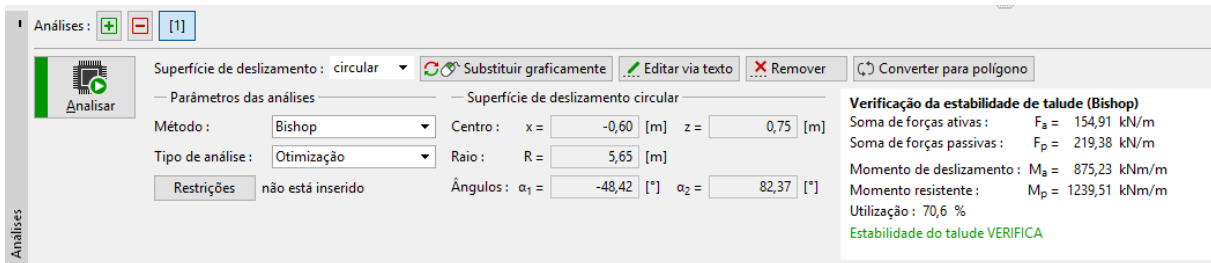 Análises : [1]
Análises
Analisar
Superfície de deslizamento : circular Substituir graficamente Editar via texto Remover Converter para polígono
Parâmetros das análises
Método : Bishop
Tipo de análise : Otimização
Restrições não está inserido
Superfície de deslizamento circular
Centro : x = -0,60 [m] z = 0,75 [m]
Raio : R = 5,65 [m]
Ângulos : α1 = -48,42 [°] α2 = 82,37 [°]
Verificação da estabilidade de talude (Bishop)
Soma de forças ativas : Fa = 154,91 kN/m
Soma de forças passivas : Fp = 219,38 kN/m
Momento de deslizamento : Ma = 875,23 kNm/m
Momento resistente : Mp = 1239,51 kNm/m
Utilização : 70,6 %
Estabilidade do talude VERIFICA